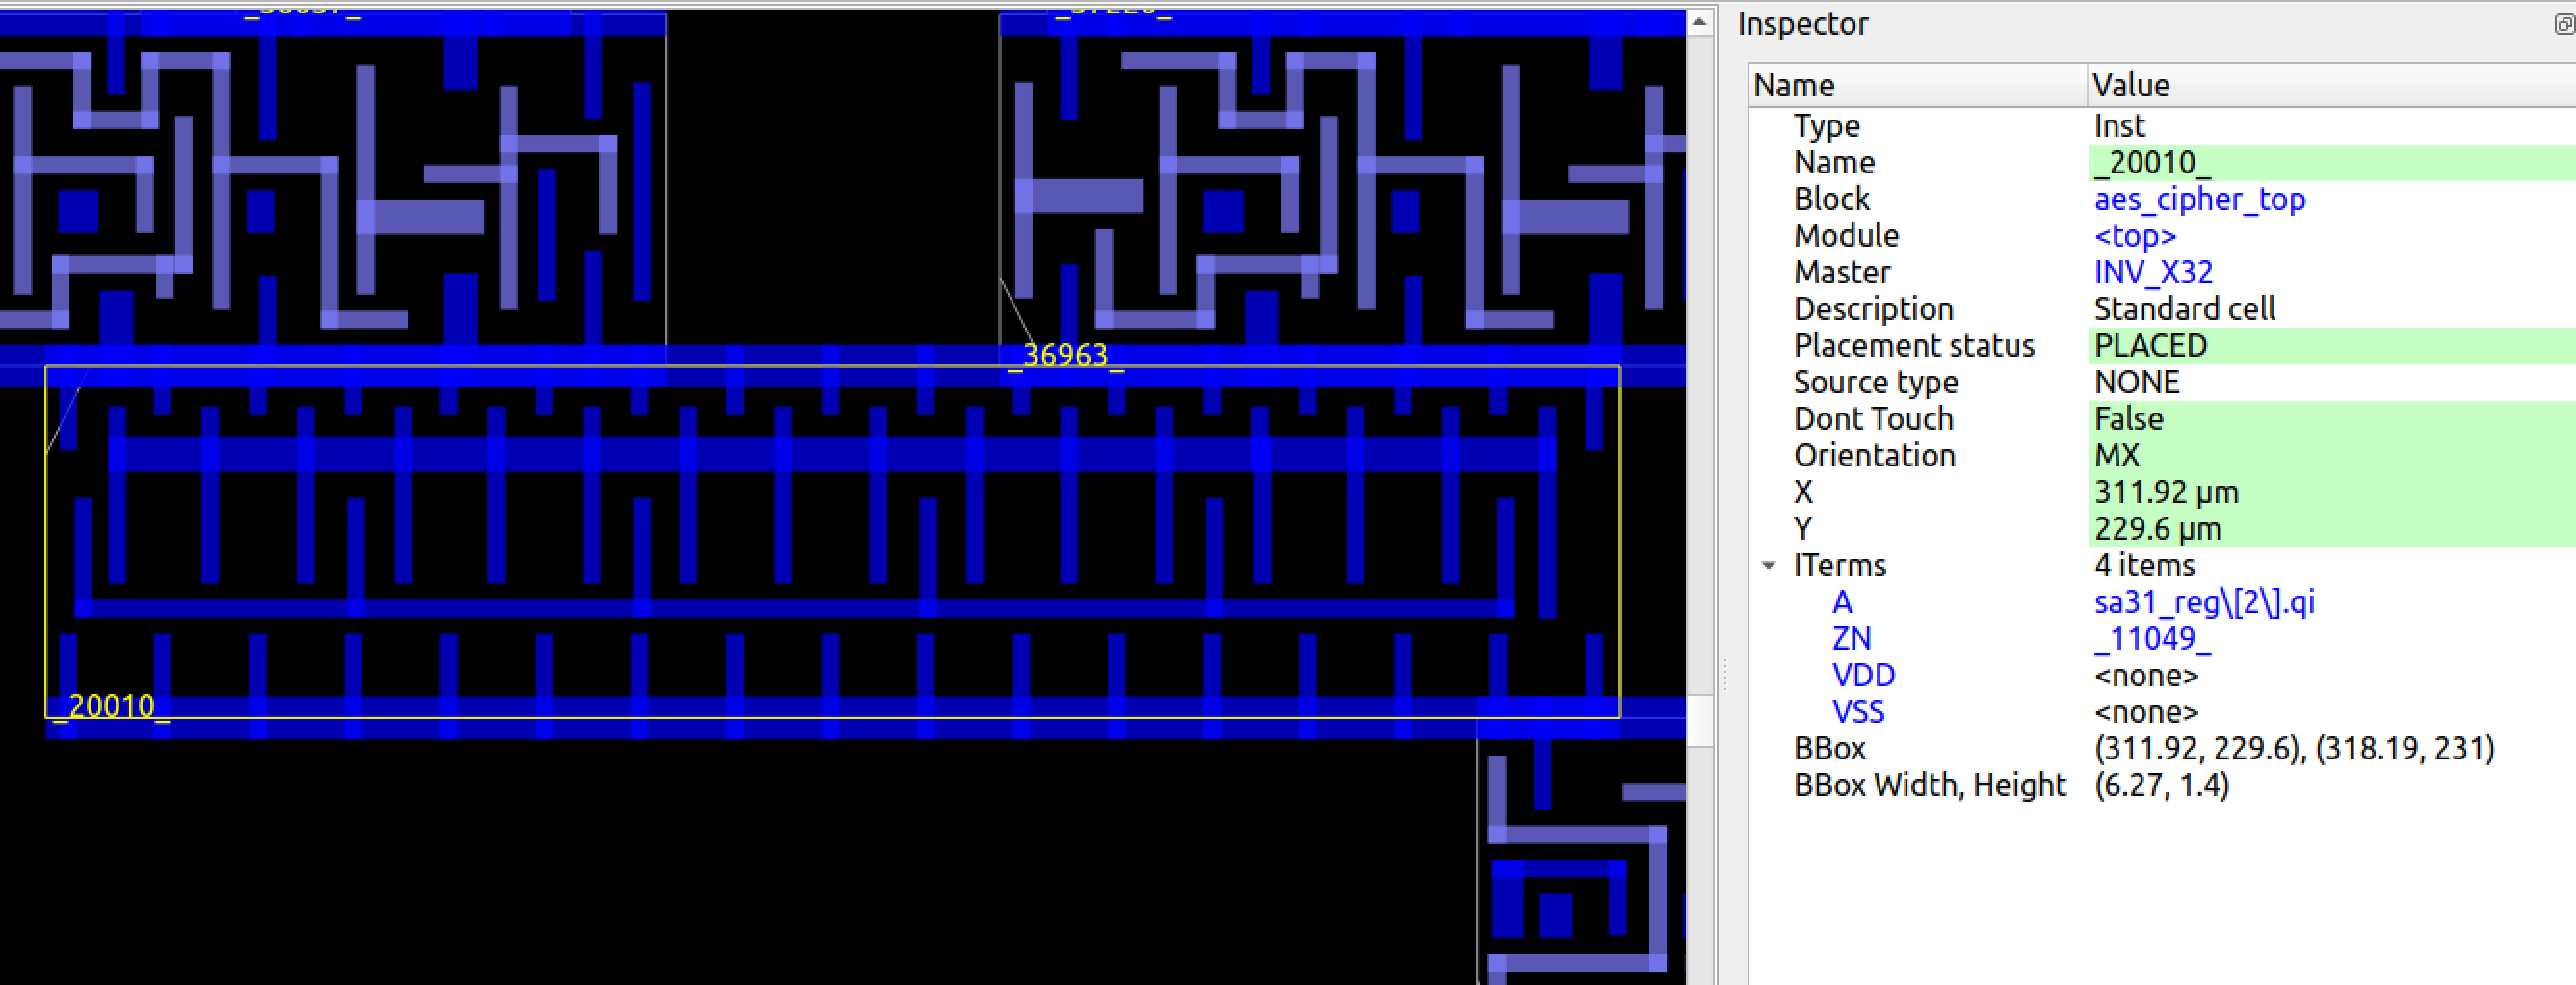 Inspector
Name Value
Type Inst
Name _20010_
Block aes_cipher_top
Module <top>
Master INV_X32
Description Standard cell
Placement status PLACED
Source type NONE
Dont Touch False
Orientation MX
X 311.92 μm
Y 229.6 μm
ITerms 4 items
A sa31_reg\[2\].qi
ZN _11049_
VDD <none>
VSS <none>
BBox (311.92, 229.6), (318.19, 231)
BBox Width, Height (6.27, 1.4)
_36963_
_20010_